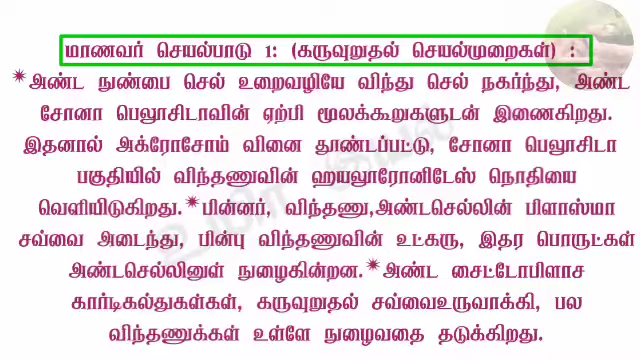 மாணவர் செயல்பாடு 1: (கருவுறுதல் செயல்முறைகள்) :
*அண்ட நுண்பை செல் உறைவழியே விந்து செல் நகர்ந்து, அண்ட
சோனா பெலூசிடாவின் ஏற்பி மூலக்கூறுகளுடன் இணைகிறது.
இதனால் அக்ரோசோம் வினை தூண்டப்பட்டு, சோனா பெலூசிடா
பகுதியில் விந்தணுவின் ஹயலுரோனிடேஸ் நொதியை
வெளியிடுகிறது.*பின்னர், விந்தணு,அண்டசெல்லின் பிளாஸ்மா
சவ்வை அடைந்து, பின்பு விந்தணுவின் உட்கரு, இதர பொருட்கள்
அண்டசெல்லினுள் நுழைகின்றன.*அண்ட சைட்டோபிளாச
கார்டிகல்துகள்கள், கருவுறுதல் சவ்வைஉருவாக்கி, பல
விந்தணுக்கள் உள்ளே நுழைவதை தடுக்கிறது.